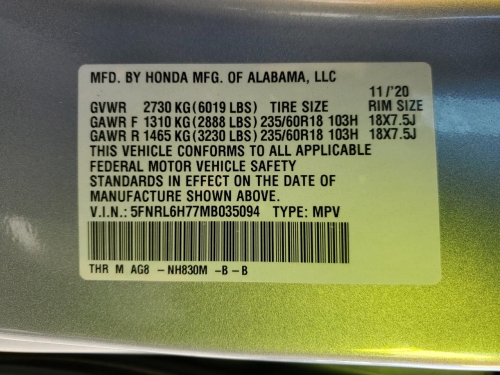 MFD. BY HONDA MFG. OF ALABAMA, LLC
11/'20
GVWR 2730 KG(6019 LBS) TIRE SIZE RIM SIZE
GAWR F 1310 KG(2888 LBS)235/60R18 103H 18X7.5J
GAWR R 1465 KG(3230 LBS)235/60R18 103H 18X7.5J
THIS VEHICLE CONFORMS TO ALL APPLICABLE
FEDERAL MOTOR VEHICLE SAFETY
STANDARDS IN EFFECT ON THE DATE OF
MANUFACTURE SHOWN ABOVE.
V.I.N.: 5FNRL6H77MB035094 TYPE: MPV
THR M AG8 - NH830M -B-B